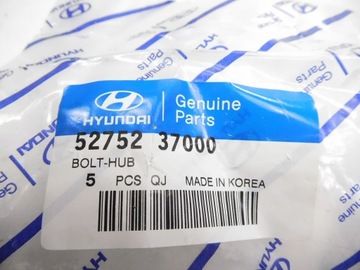 HYUNDAI
Genuine
Parts
52752 37000
BOLT-HUB
5 PCS QJ MADE IN KOREA